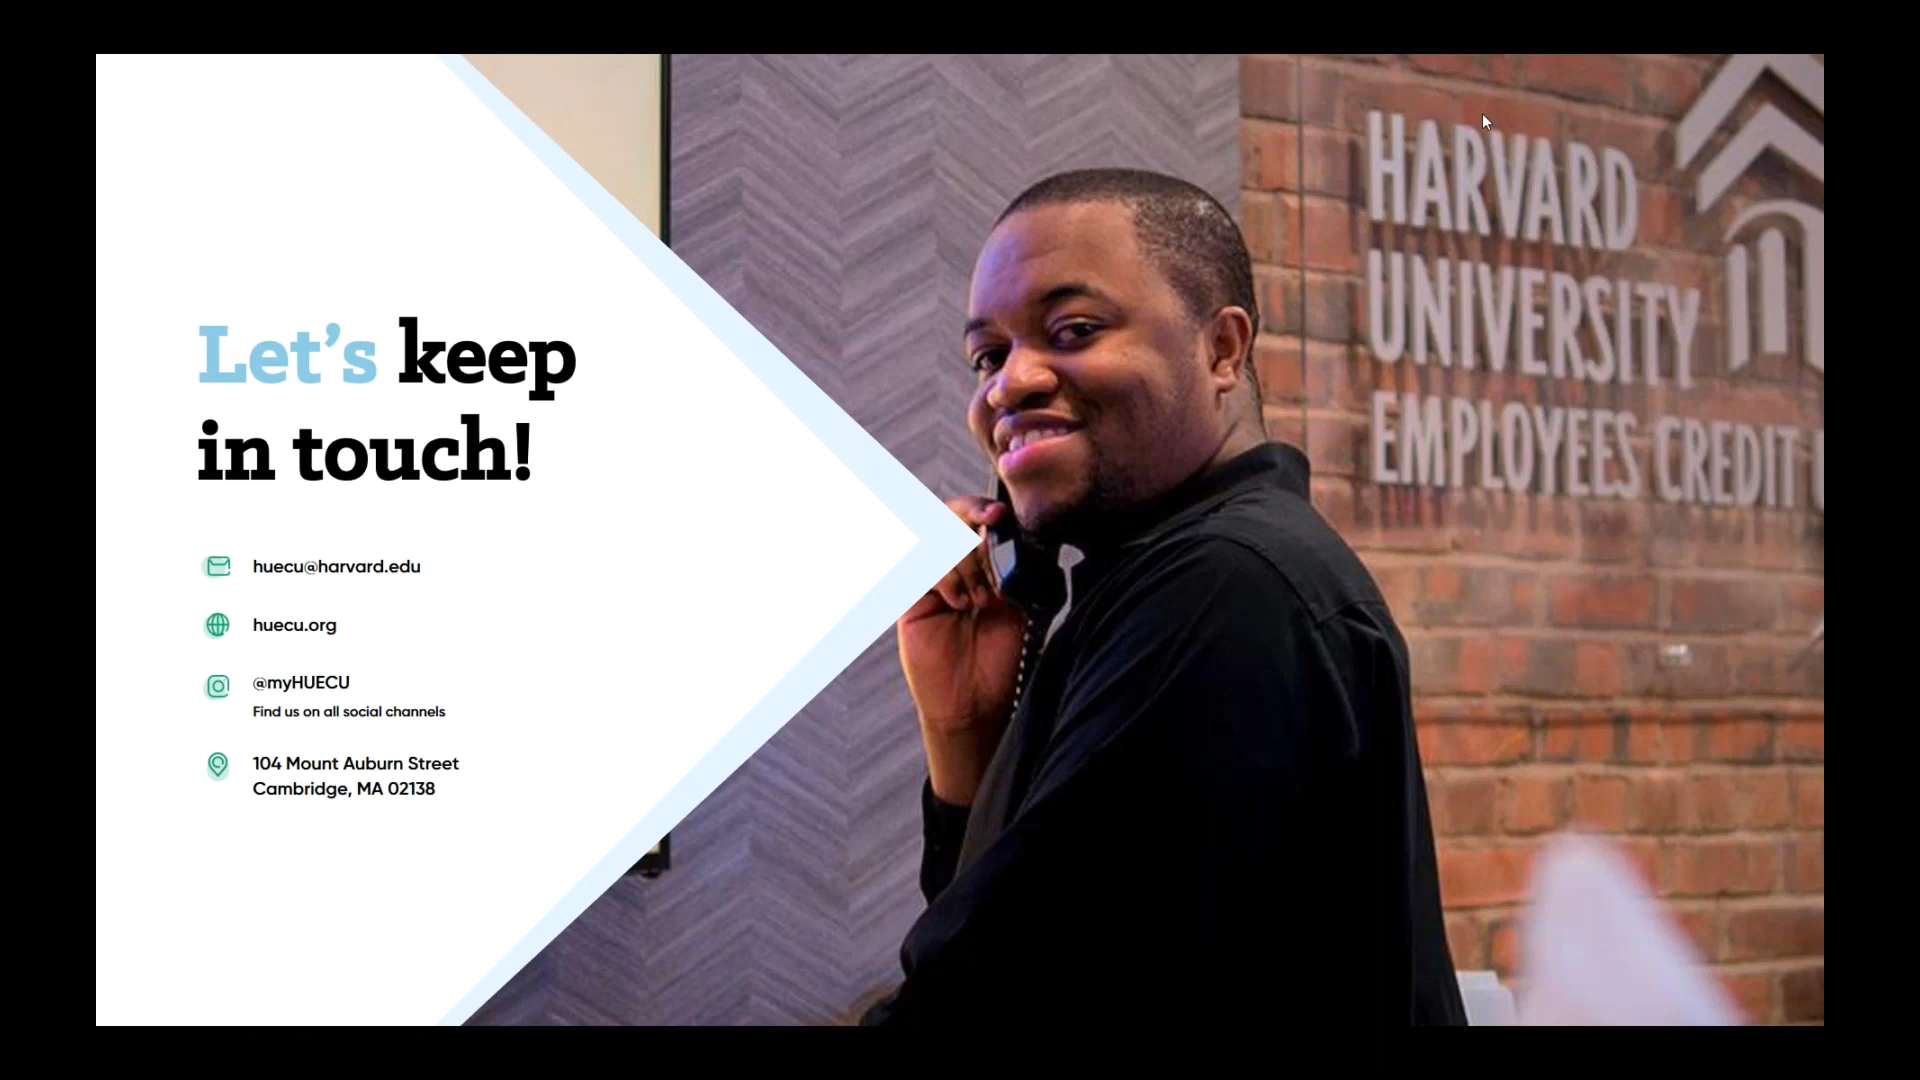 Let's keep
in touch!
huecu@harvard.edu
huecu.org
@myHUECU
Find us on all social channels
104 Mount Auburn Street
Cambridge, MA 02138
HARVARD
UNIVERSITY
EMPLOYEES CREDIT